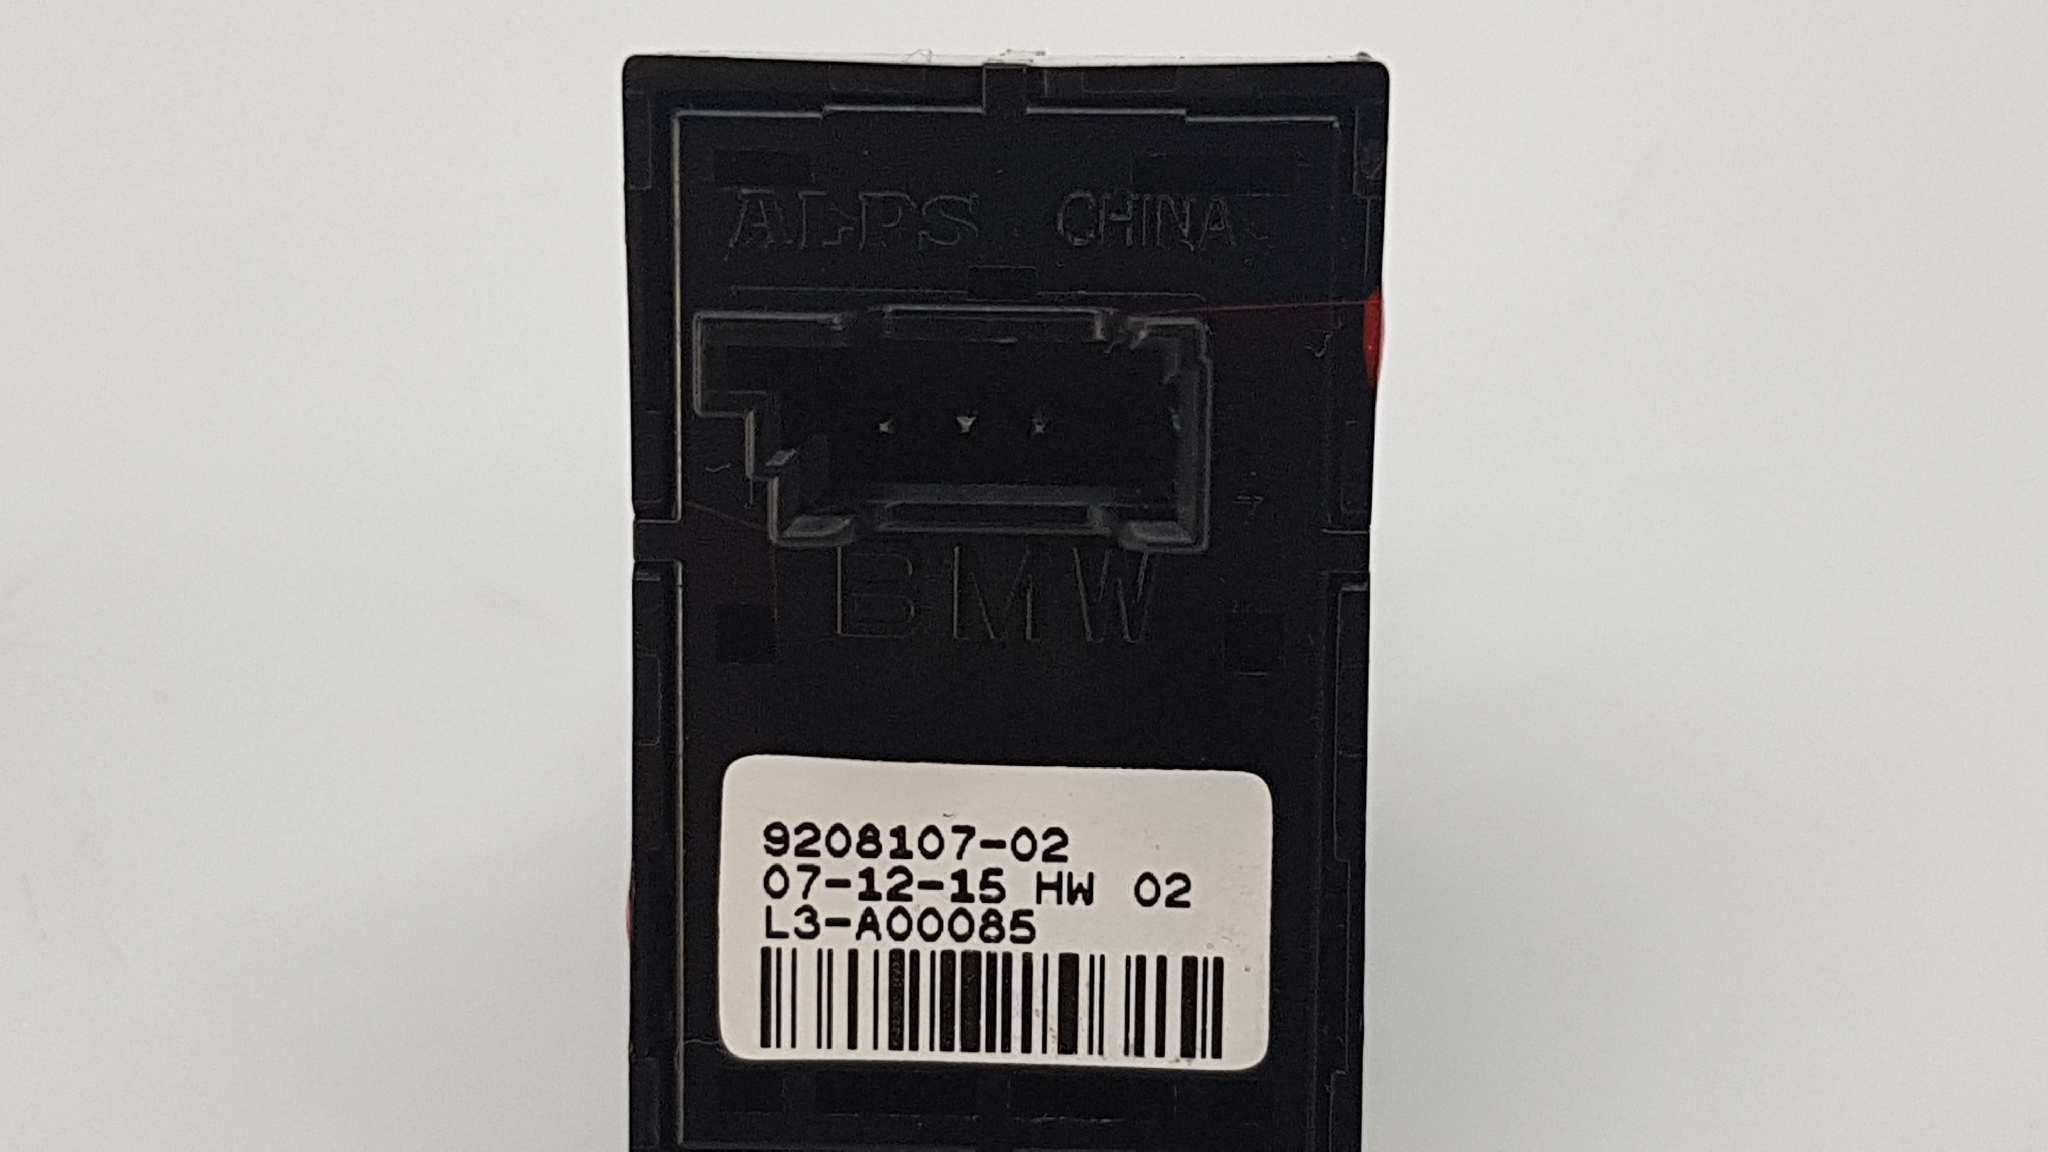 ALPS CHINA
BMW
9208107-02
07-12-15 HW 02
L3-A00085